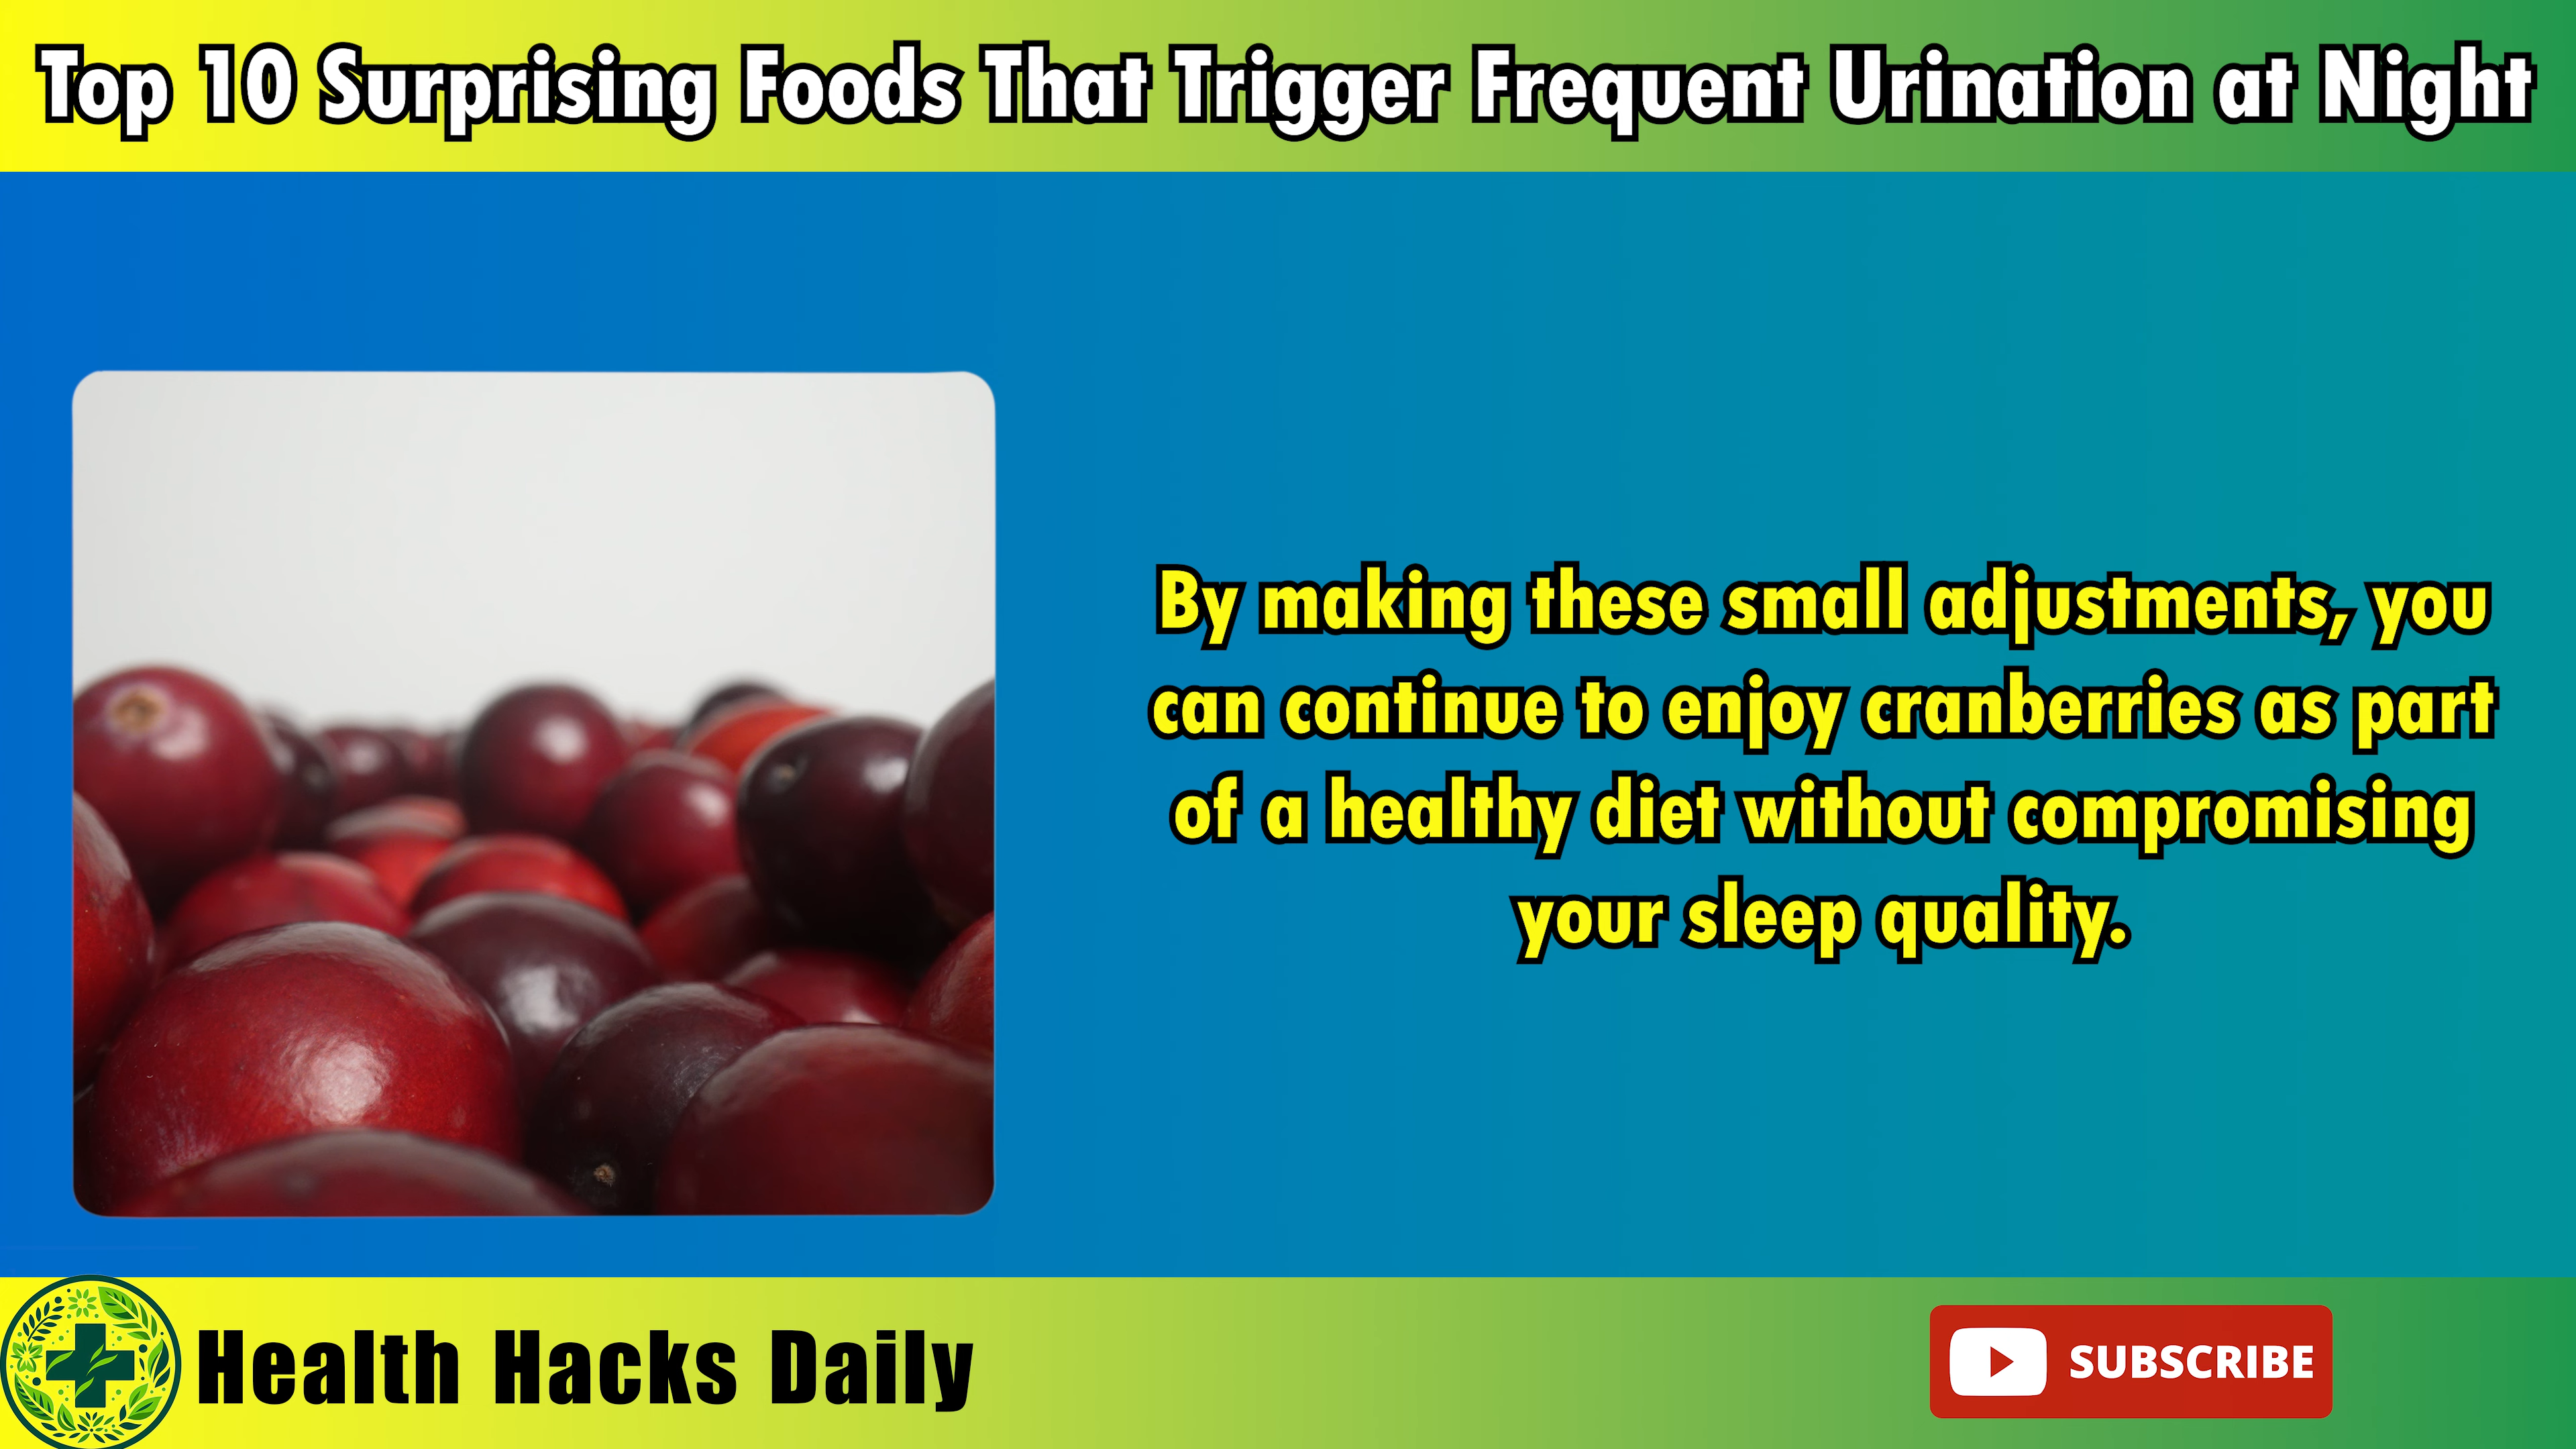 Top 10 Surprising Foods That Trigger Frequent Urination at Night
By making these small adjustments, you
can continue to enjoy cranberries as part
of a healthy diet without compromising
your sleep quality.
Health Hacks Daily
SUBSCRIBE